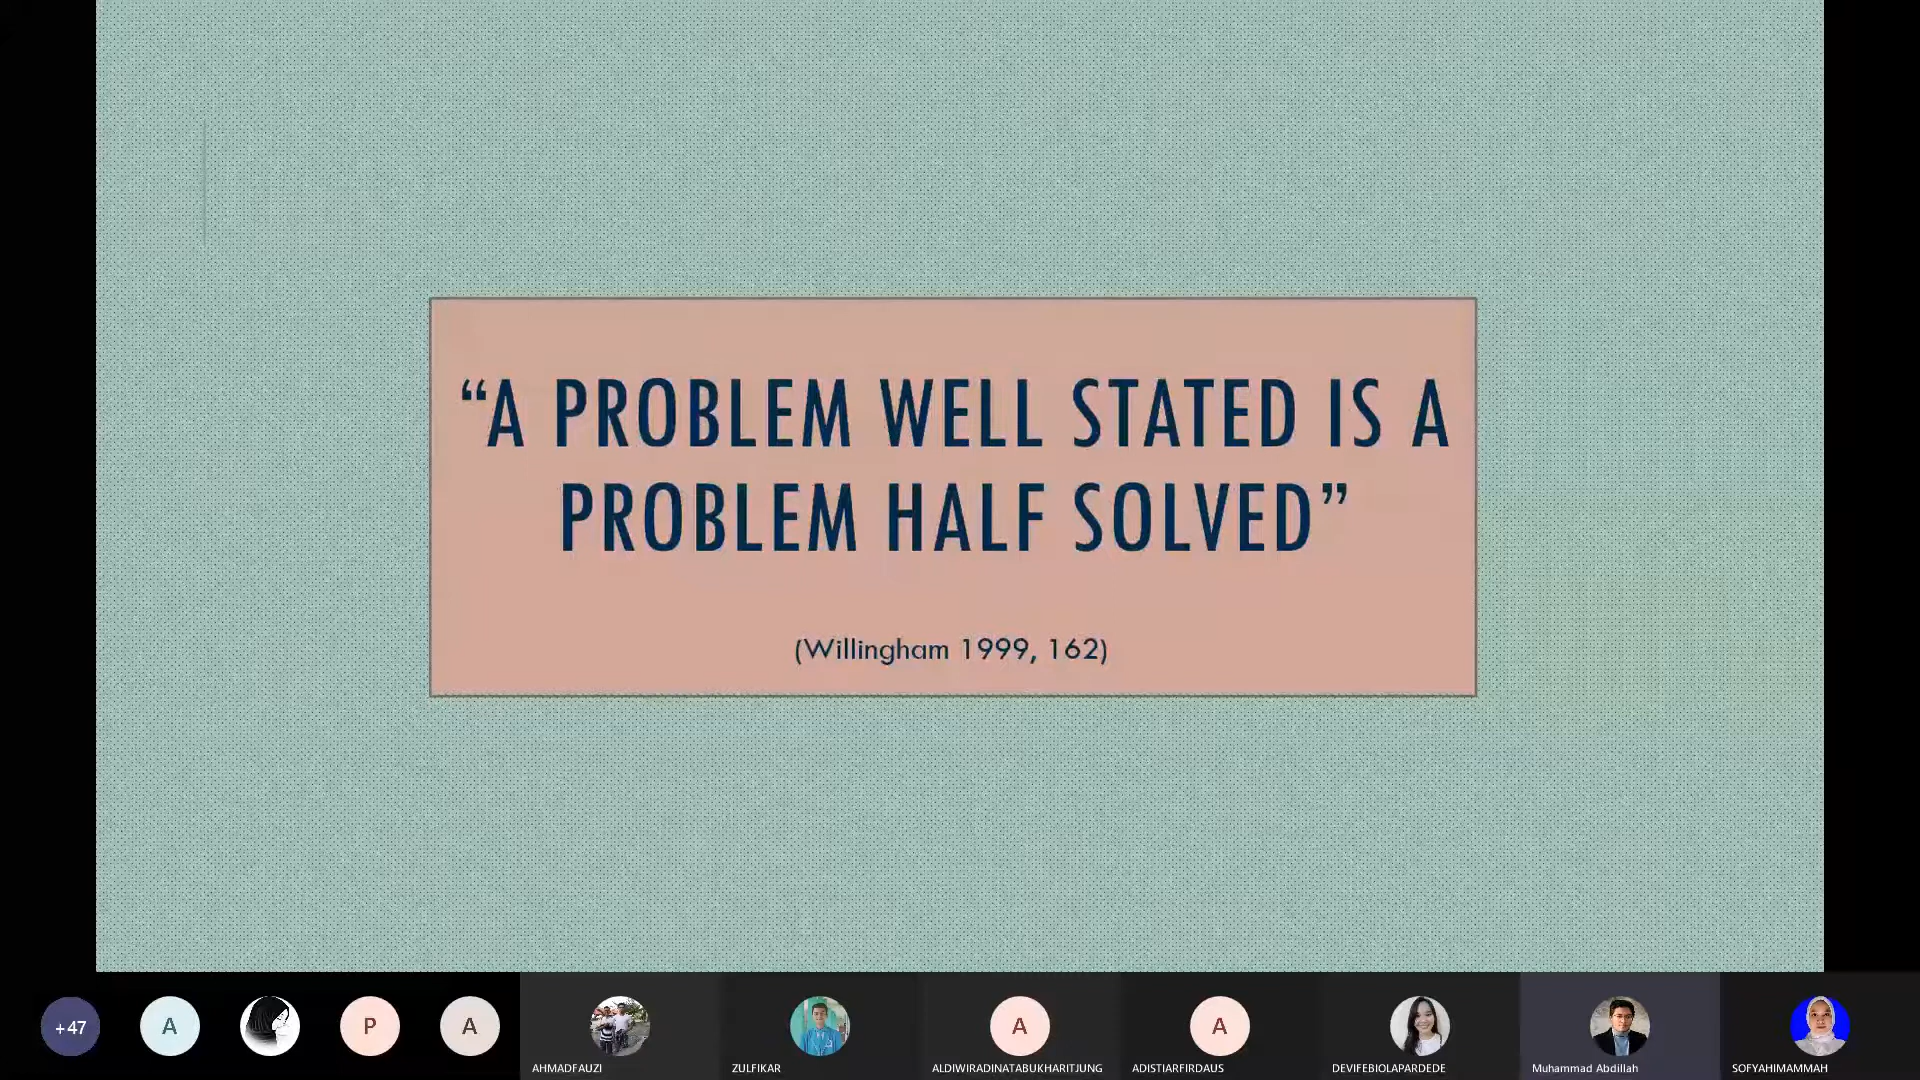 “A PROBLEM WELL STATED IS A
PROBLEM HALF SOLVED”
(Willingham 1999, 162)
+47
A
P
A
A
A
AHMADFAUZI
ZULFIKAR
ALDIWIRADINATABUKHARITJUNG
ADISTIARFIRDAUS
DEVIFEBIOLAPARDEDE
Muhammad Abdillah
SOFYAHIMAMMAH